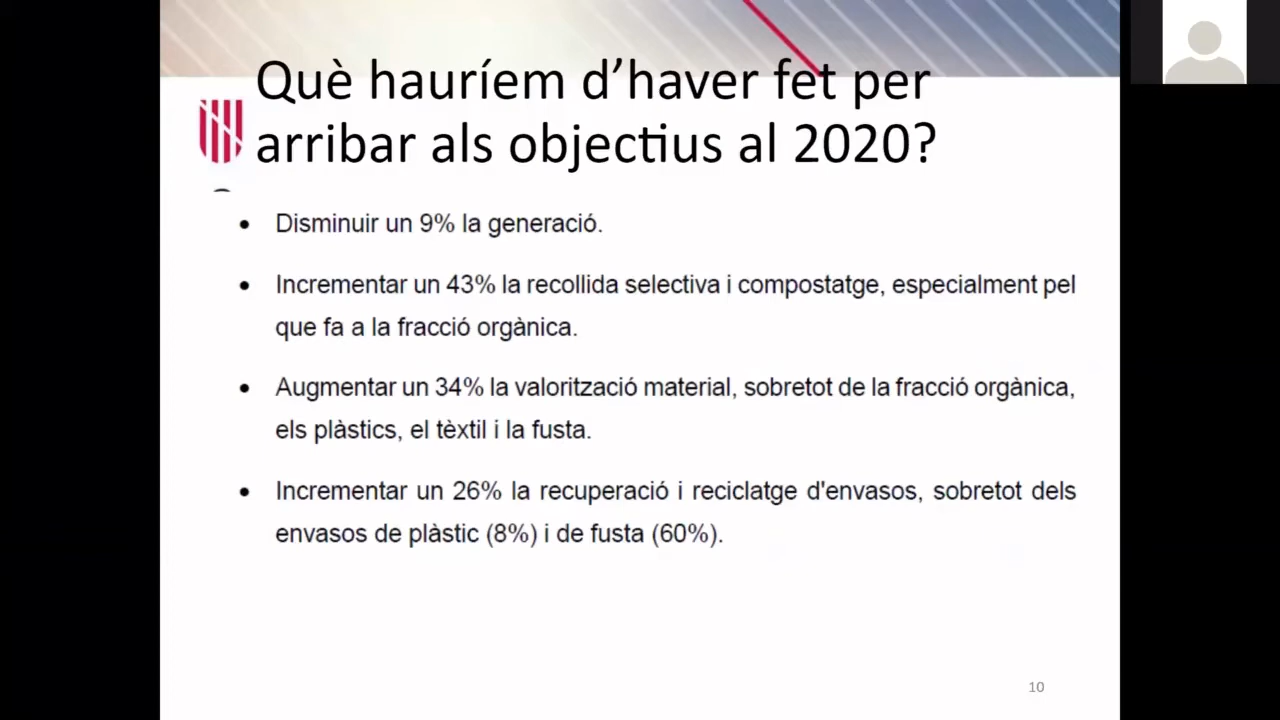 Què hauríem d’haver fet per
arribar als objectius al 2020?
• Disminuir un 9% la generació.
• Incrementar un 43% la recollida selectiva i compostatge, especialment pel
que fa a la fracció orgànica.
• Augmentar un 34% la valorització material, sobretot de la fracció orgànica,
els plàstics, el tèxtil i la fusta.
• Incrementar un 26% la recuperació i reciclatge d'envasos, sobretot dels
envasos de plàstic (8%) i de fusta (60%).
10